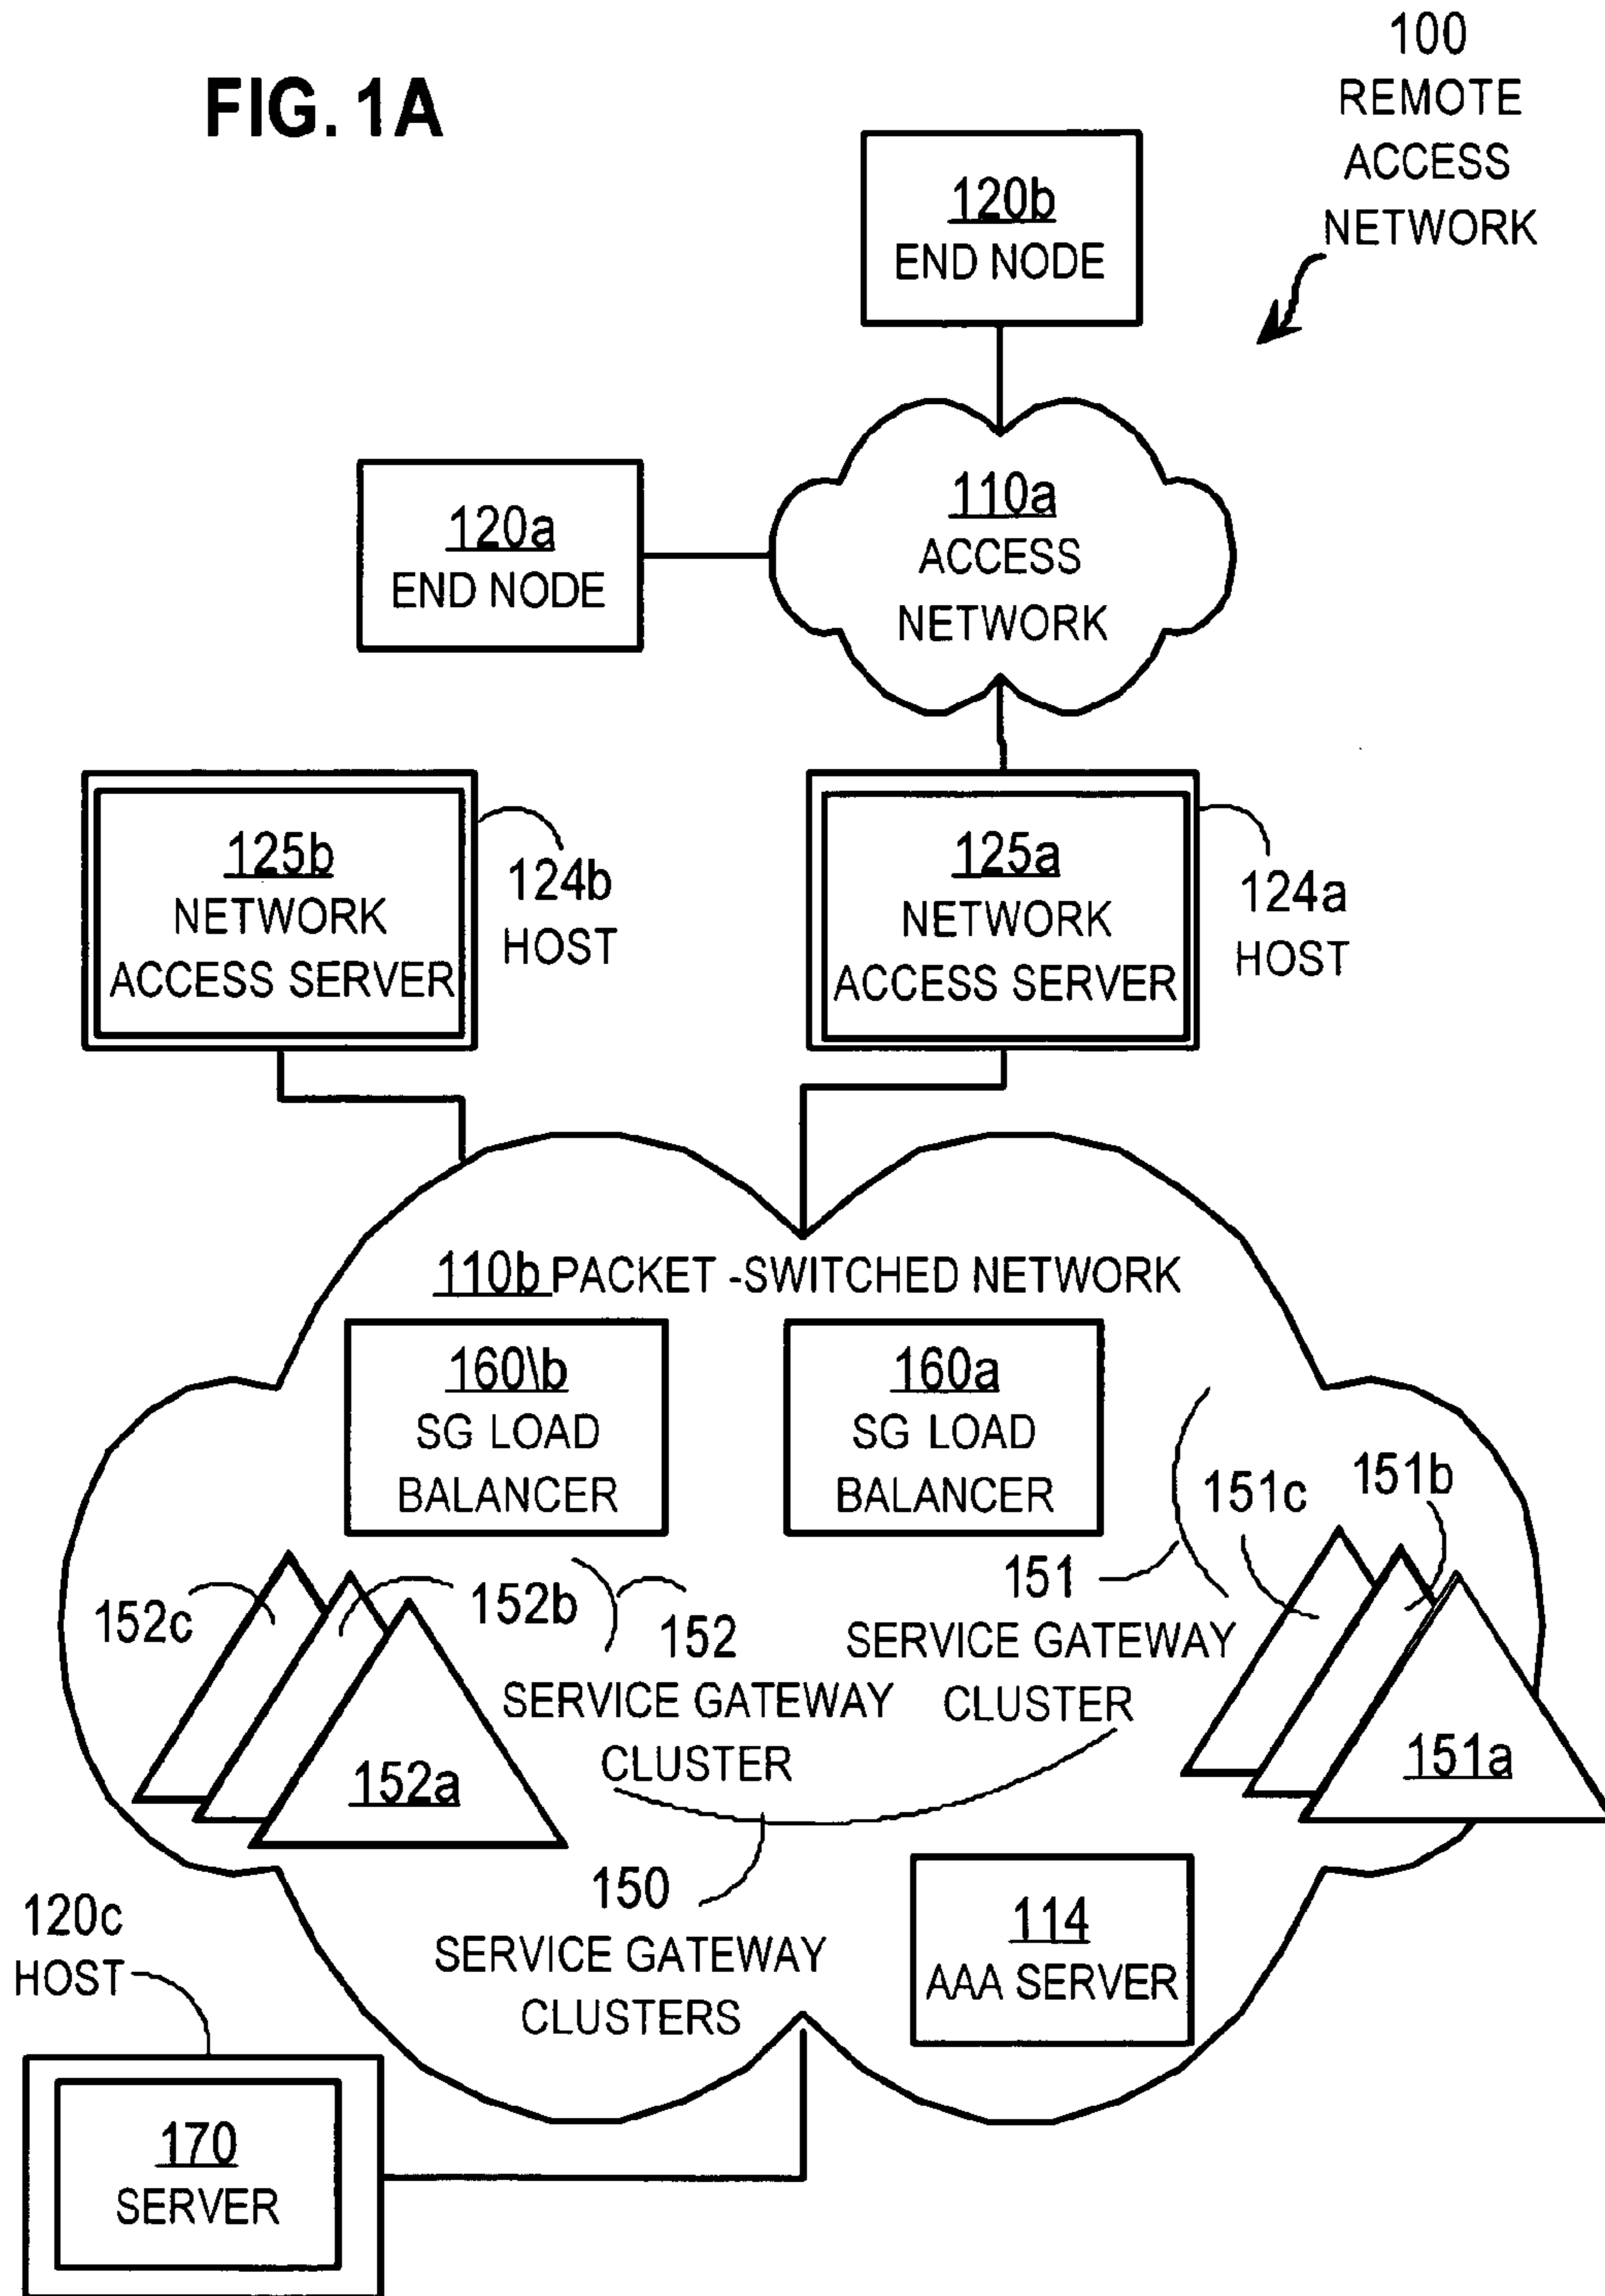 FIG. 1A
100
REMOTE
ACCESS
NETWORK
120b
END NODE
110a
ACCESS
NETWORK
120a
END NODE
125b
NETWORK
ACCESS SERVER
124b
HOST
125a
NETWORK
ACCESS SERVER
124a
HOST
110b PACKET -SWITCHED NETWORK
160\b
SG LOAD
BALANCER
160a
SG LOAD
BALANCER
151c
151b
151
SERVICE GATEWAY
CLUSTER
151a
152c
152b
152
SERVICE GATEWAY
CLUSTER
152a
150
SERVICE GATEWAY
CLUSTERS
114
AAA SERVER
120c
HOST
170
SERVER